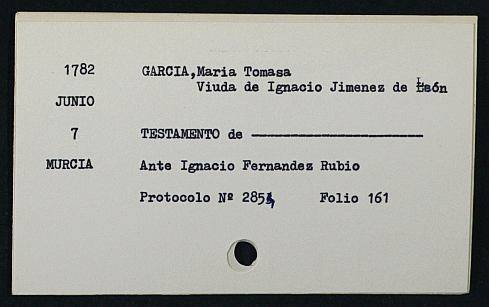 1782 GARCIA, Maria Tomasa
Viuda de Ignacio Jimenez de León
JUNIO
7 TESTAMENTO de
MURCIA Ante Ignacio Fernandez Rubio
Protocolo Nº Folio 161